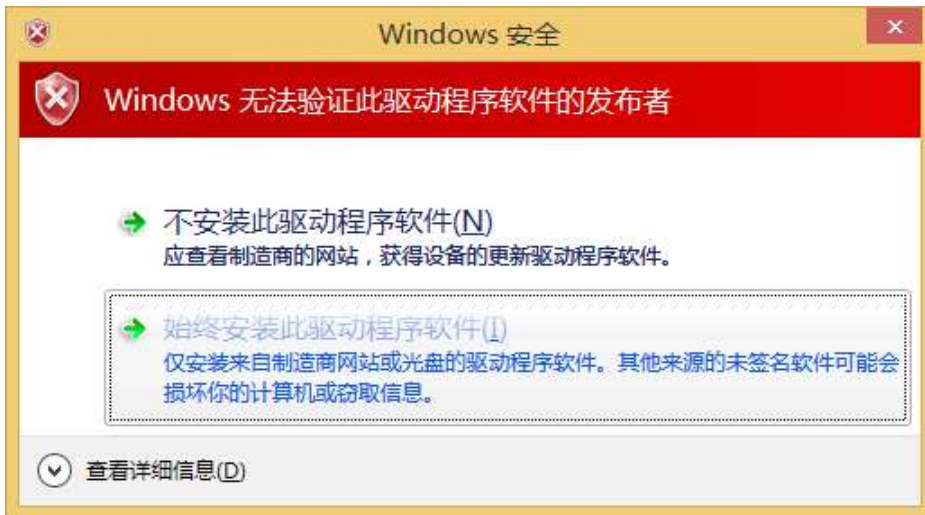 Windows 安全
Windows 无法验证此驱动程序软件的发布者
不安装此驱动程序软件(N)
应查看制造商的网站，获得设备的更新驱动程序软件。
始终安装此驱动程序软件(I)
仅安装来自制造商网站或光盘的驱动程序软件。其他来源的未签名软件可能会
损坏你的计算机或窃取信息。
查看详细信息(D)